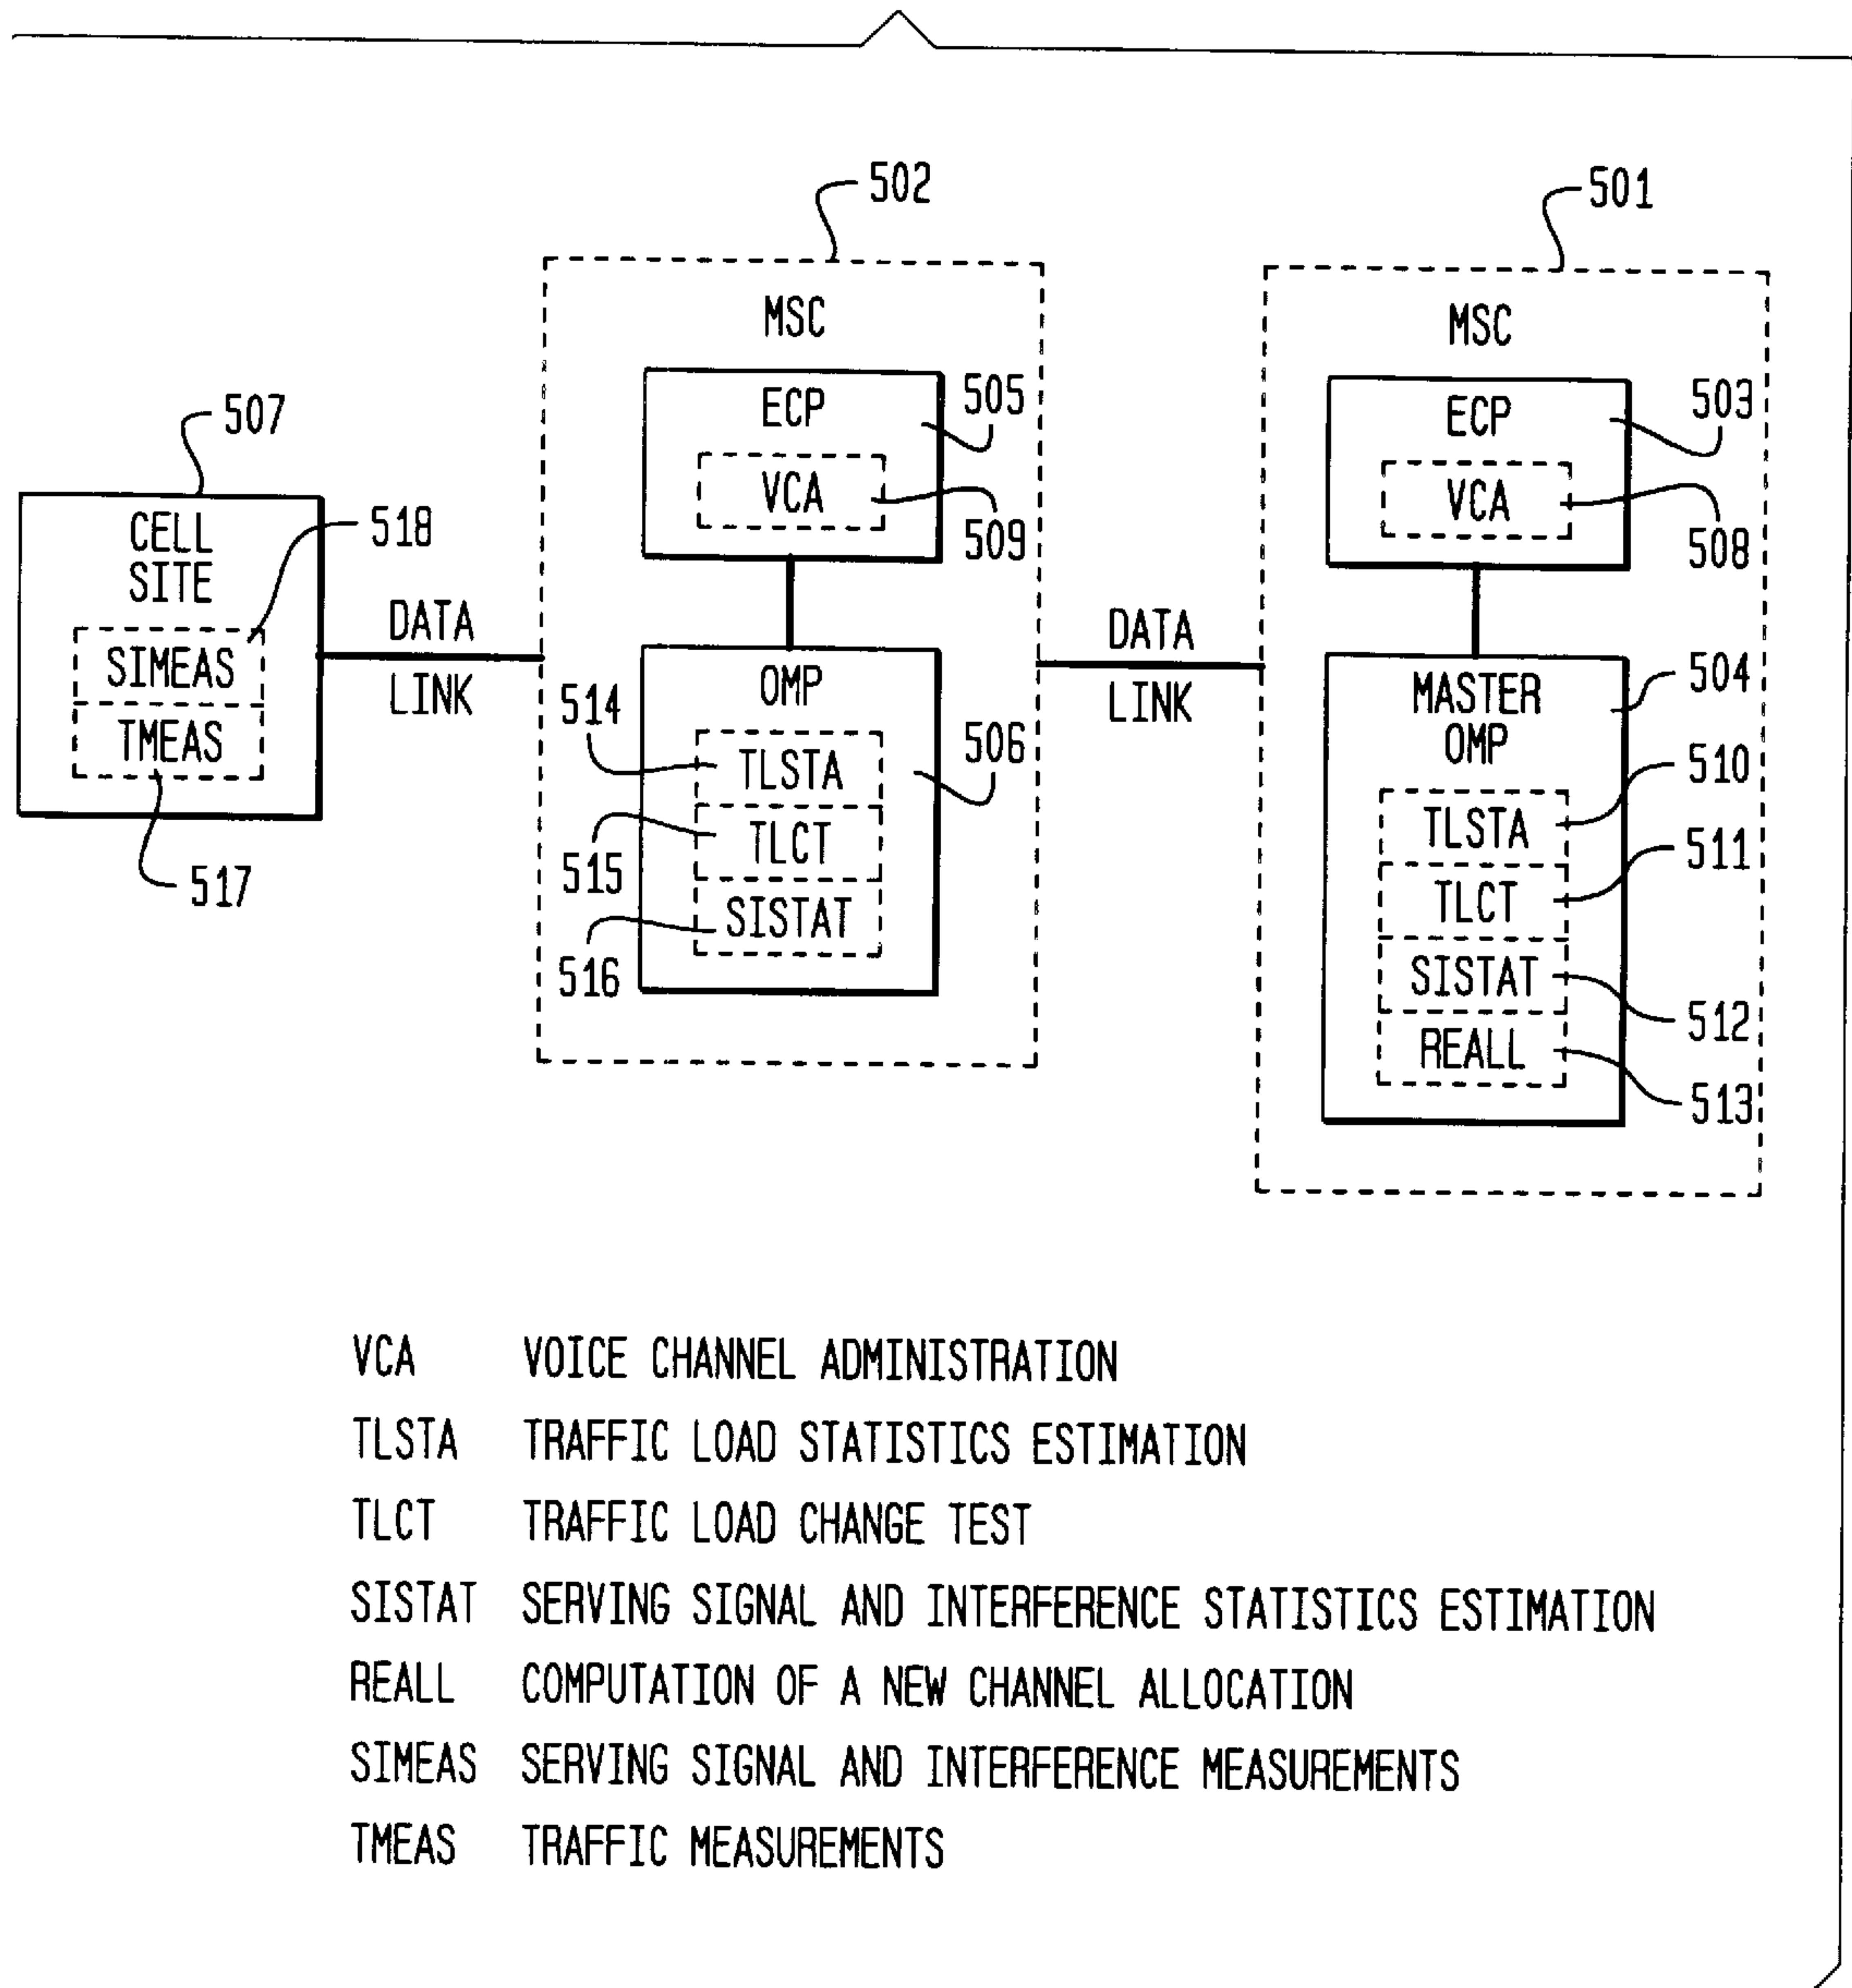 502
501
MSC
MSC
ECP
505
ECP
503
507
VCA
509
VCA
508
CELL
SITE
518
SIMEAS
TMEAS
517
DATA
LINK
DATA
LINK
OMP
506
514
TLSTA
515
TLCT
516
SISTAT
MASTER
OMP
504
TLSTA
510
TLCT
511
SISTAT
512
REALL
513
VCA VOICE CHANNEL ADMINISTRATION
TLSTA TRAFFIC LOAD STATISTICS ESTIMATION
TLCT TRAFFIC LOAD CHANGE TEST
SISTAT SERVING SIGNAL AND INTERFERENCE STATISTICS ESTIMATION
REALL COMPUTATION OF A NEW CHANNEL ALLOCATION
SIMEAS SERVING SIGNAL AND INTERFERENCE MEASUREMENTS
TMEAS TRAFFIC MEASUREMENTS